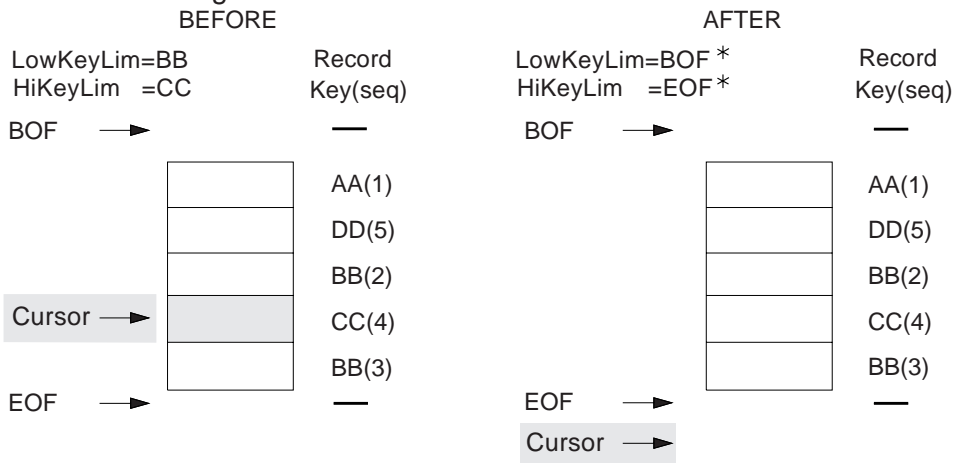 BEFORE
LowKeyLim=BB
HiKeyLim =CC
Record
Key(seq)
BOF
AA(1)
DD(5)
BB(2)
Cursor
CC(4)
BB(3)
EOF
AFTER
LowKeyLim=BOF *
HiKeyLim =EOF*
Record
Key(seq)
BOF
AA(1)
DD(5)
BB(2)
CC(4)
BB(3)
EOF
Cursor